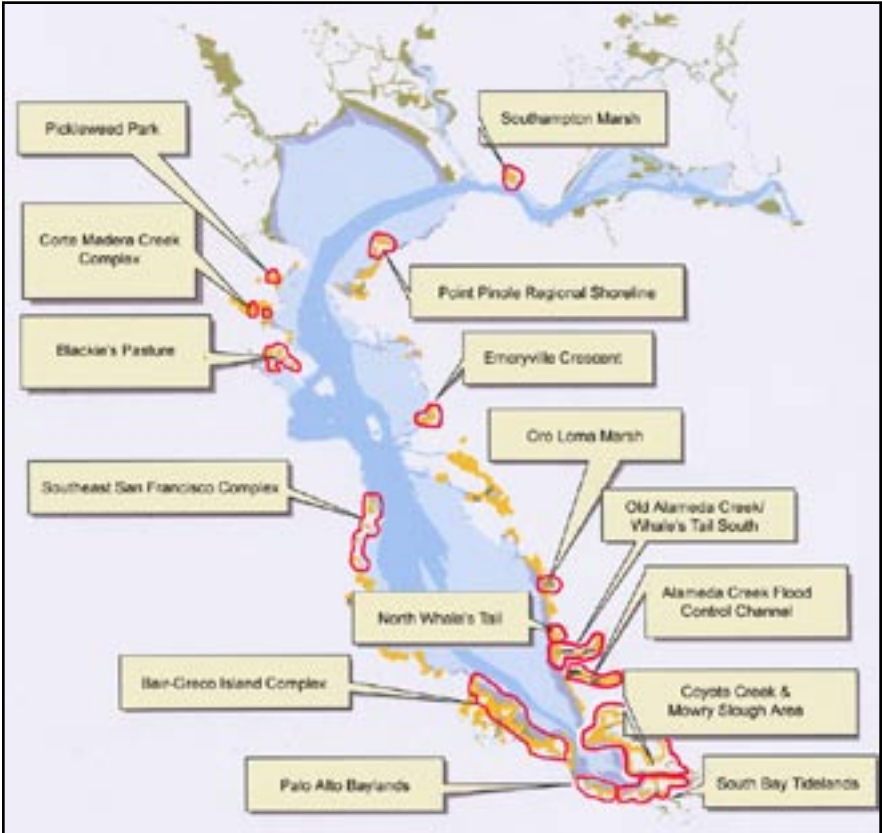 Pickleweed Park
Southampton Marsh
Corte Madera Creek
Complex
Point Pinole Regional Shoreline
Blackie's Pasture
Emeryville Crescent
Oro Loma Marsh
Southeast San Francisco Complex
Old Alameda Creek/
Whale's Tail South
Alameda Creek Flood
Control Channel
North Whale's Tail
Bair-Greco Island Complex
Coyote Creek &
Mowry Slough Area
Palo Alto Baylands
South Bay Tidelands